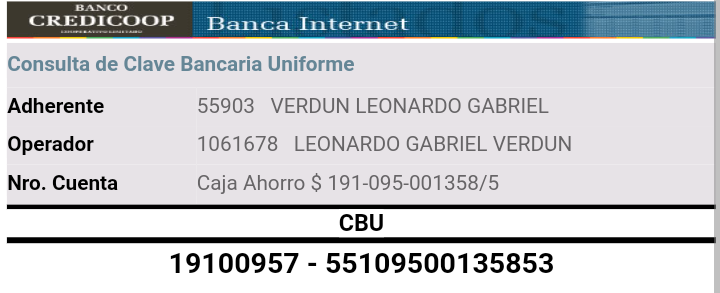 BANCO
CREDICOOP
COOPERATIVO LIMITADO
Banca Internet
Consulta de Clave Bancaria Uniforme
Adherente 55903 VERDUN LEONARDO GABRIEL
Operador 1061678 LEONARDO GABRIEL VERDUN
Nro. Cuenta Caja Ahorro $ 191-095-001358/5
CBU
19100957 - 55109500135853